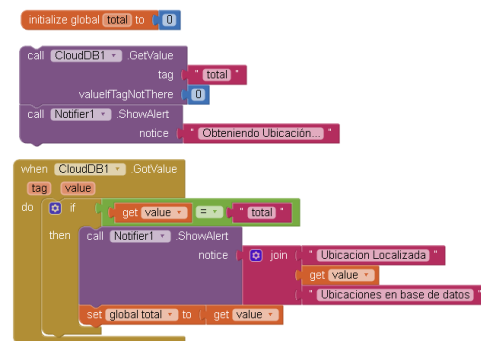 initialize global total to 0
call CloudDB1 .GetValue
tag " total "
valueIfTagNotThere 0
call Notifier1 .ShowAlert
notice " Obteniendo Ubicación... "
when CloudDB1 .GotValue
tag value
do if get value = " total "
then call Notifier1 .ShowAlert
notice join " Ubicacion Localizada "
get value
" Ubicaciones en base de datos "
set global total to get value